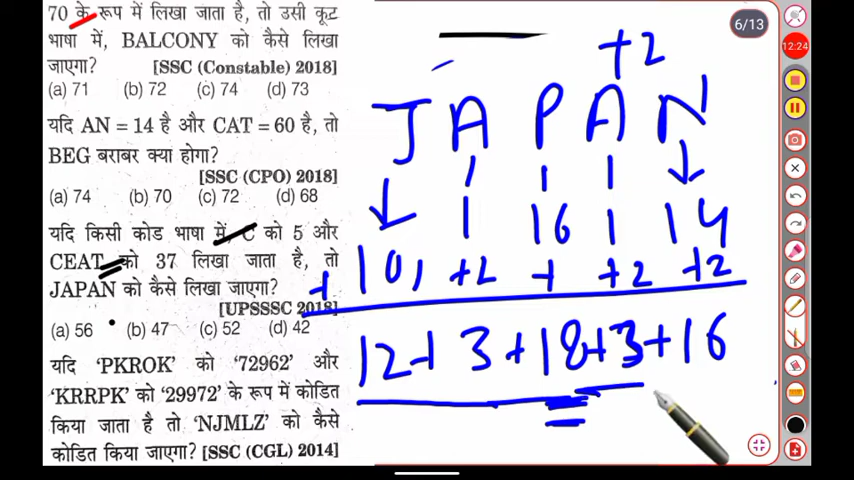 70 के रूप में लिखा जाता है, तो उसी कूट
भाषा में, BALCONY को कैसे लिखा
जाएगा? [SSC (Constable) 2018]
(a) 71 (b) 72 (c) 74 (d) 73
यदि AN = 14 है और CAT = 60 है, तो
BEG बराबर क्या होगा?
[SSC (CPO) 2018]
(a) 74 (b) 70 (c) 72 (d) 68
यदि किसी कोड भाषा में, C को 5 और
CEAT को 37 लिखा जाता है, तो
JAPAN को कैसे लिखा जाएगा?
[UPSSSC 2018]
(a) 56 (b) 47 (c) 52 (d) 42
यदि 'PKROK' को '72962' और
'KRRPK' को '29972' के रूप में कोडित
किया जाता है तो 'NJMLZ' को कैसे
कोडित किया जाएगा? [SSC (CGL) 2014]
+2
J A P A N
1 16 1 14
+ 10, +2 + +2 +2
12+ 3 +18+3+16
6/13
12:24